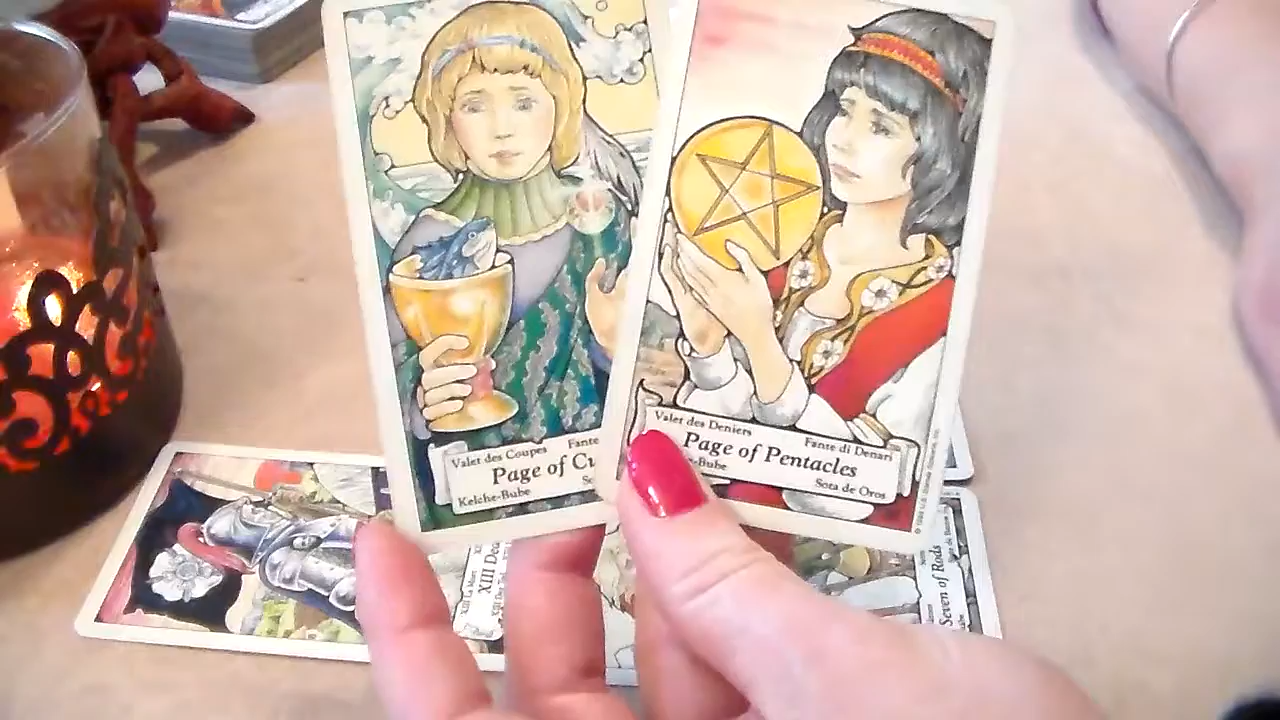 Valet des Coupes Fante
Page of Cu
Kelche-Bube
Valet des Deniers Fante di Denari
Page of Pentacles
-Bube Sota de Oros
XIII Dea
Seven of Rods